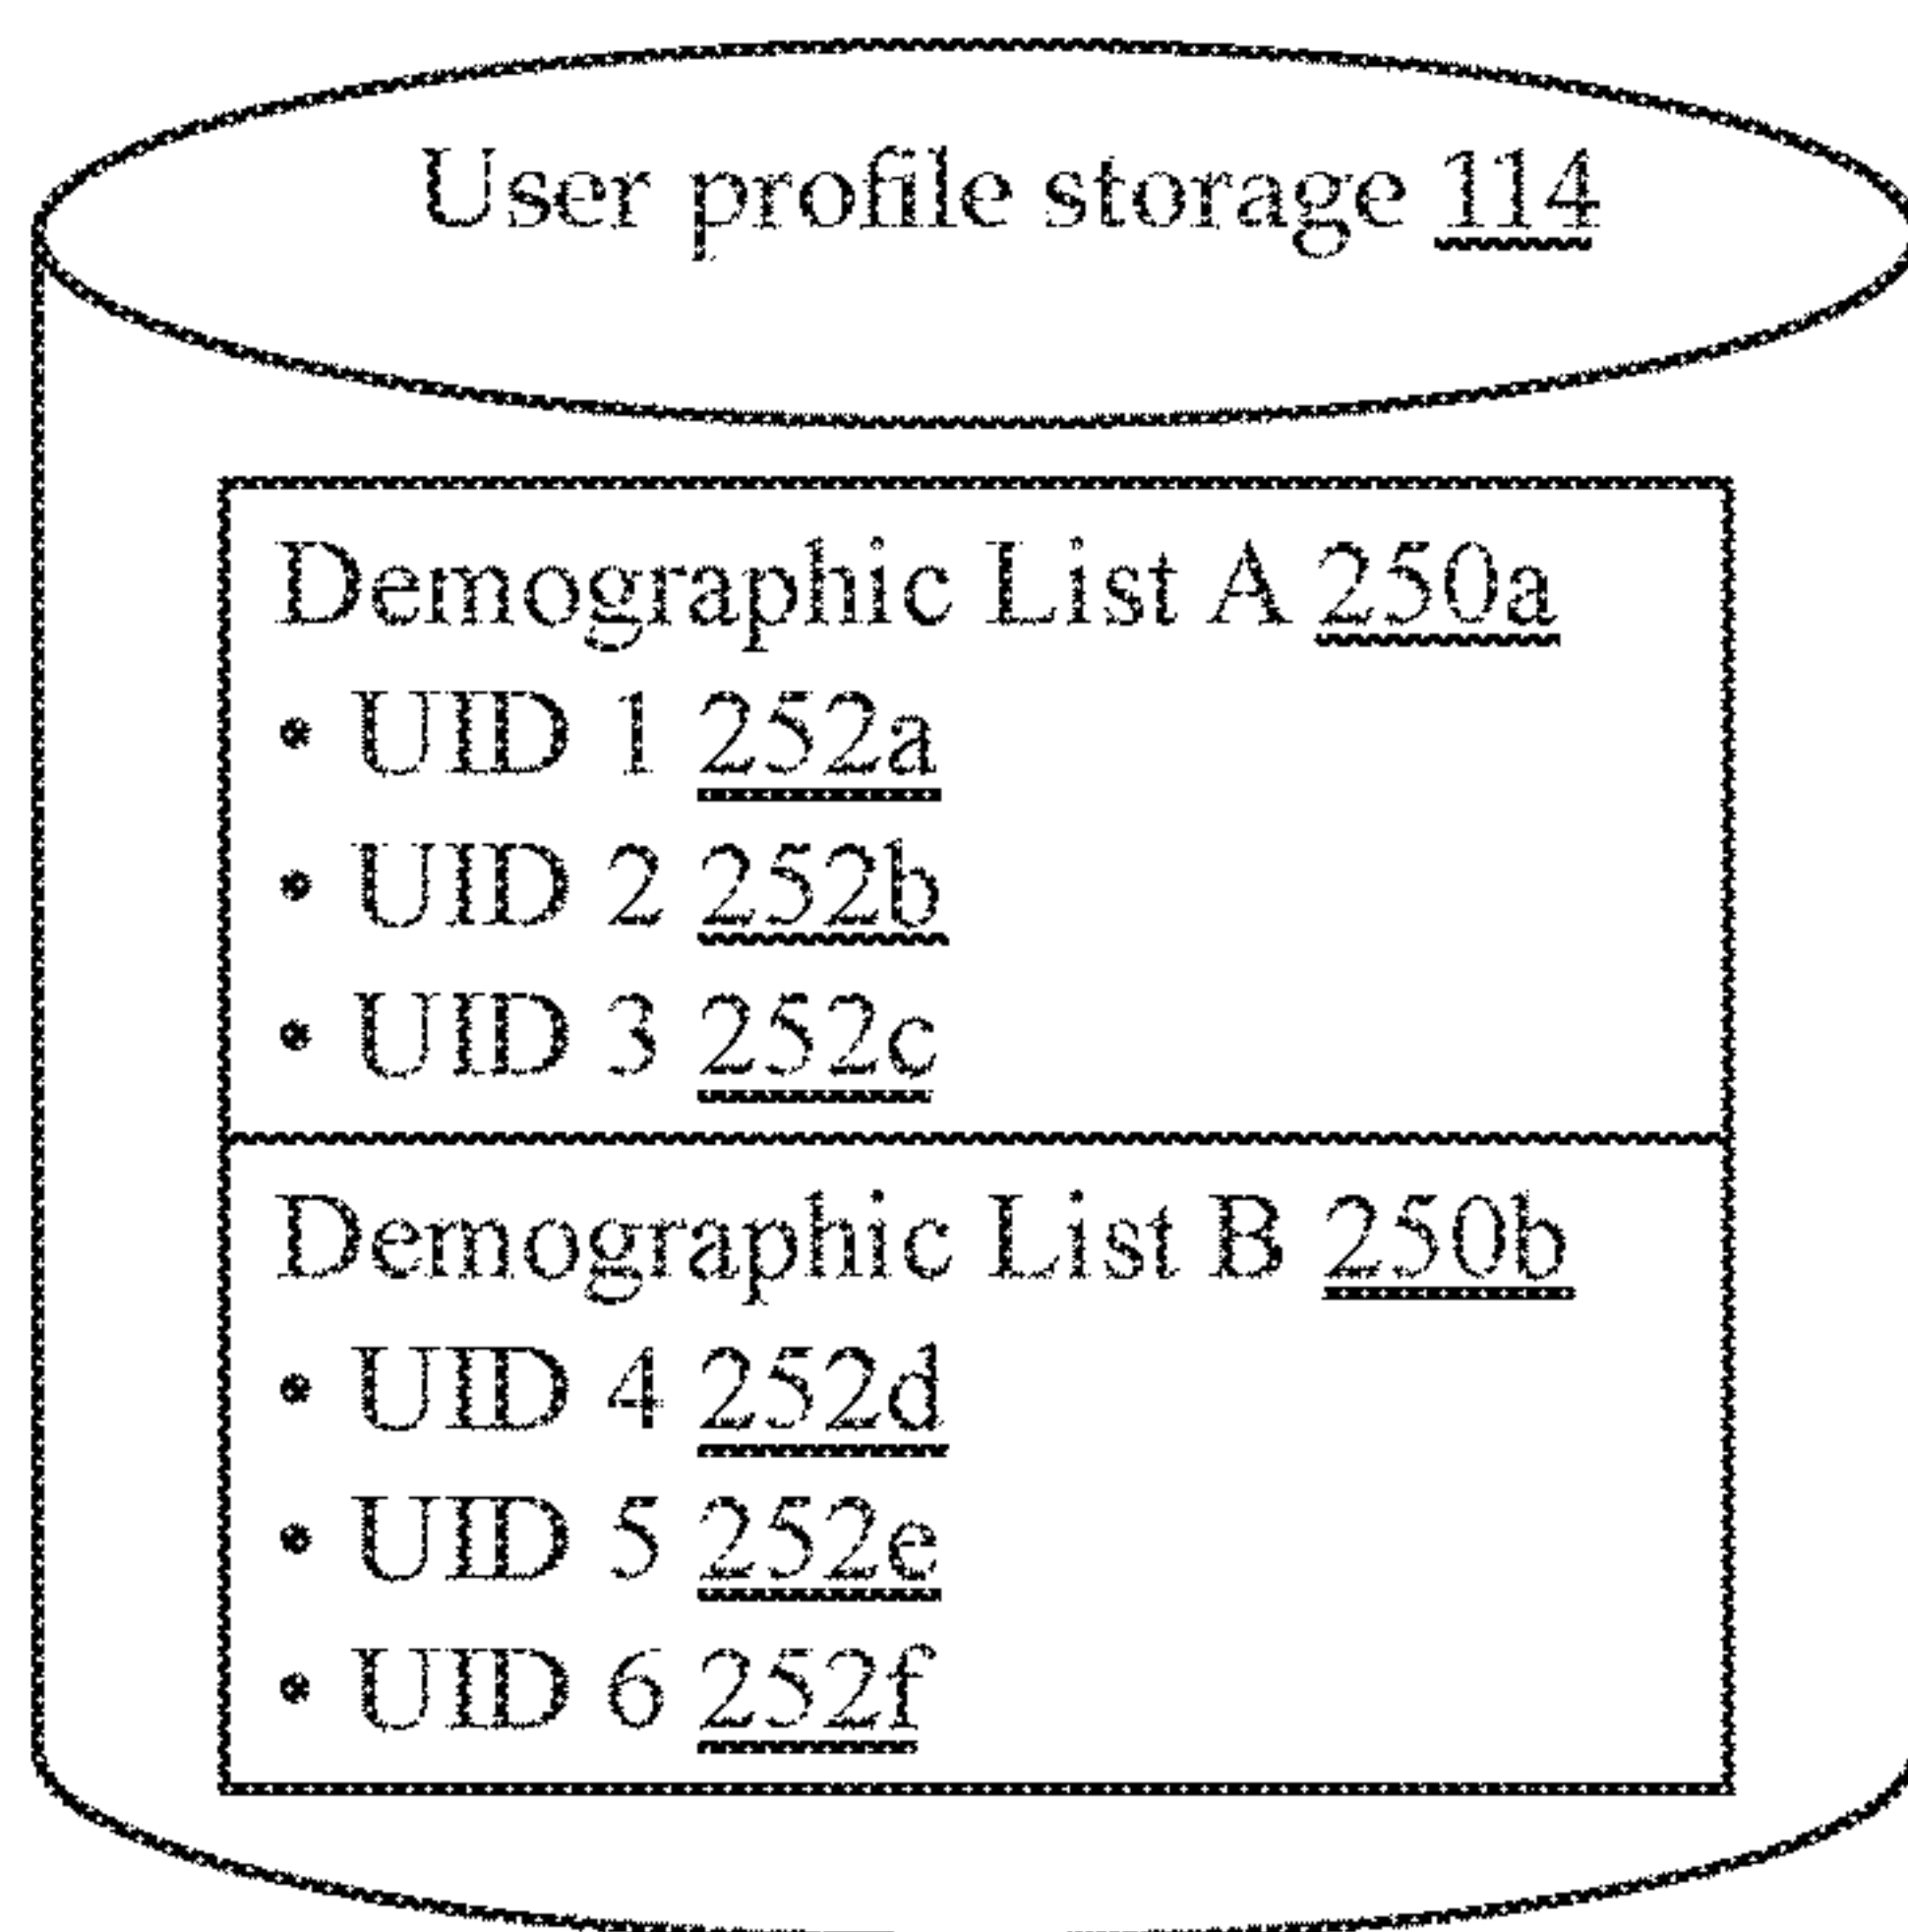 User profile storage 114
Demographic List A 250a
• UID 1 252a
• UID 2 252b
• UID 3 252c
Demographic List B 250b
• UID 4 252d
• UID 5 252e
• UID 6 252f